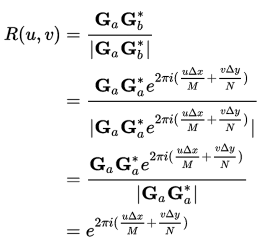 R(u, v) = \frac{\mathbf{G}_a \mathbf{G}_b^*}{|\mathbf{G}_a \mathbf{G}_b^*|}
= \frac{\mathbf{G}_a \mathbf{G}_a^* e^{2\pi i(\frac{u\Delta x}{M} + \frac{v\Delta y}{N})}}{|\mathbf{G}_a \mathbf{G}_a^* e^{2\pi i(\frac{u\Delta x}{M} + \frac{v\Delta y}{N})}|}
= \frac{\mathbf{G}_a \mathbf{G}_a^* e^{2\pi i(\frac{u\Delta x}{M} + \frac{v\Delta y}{N})}}{|\mathbf{G}_a \mathbf{G}_a^*|}
= e^{2\pi i(\frac{u\Delta x}{M} + \frac{v\Delta y}{N})}